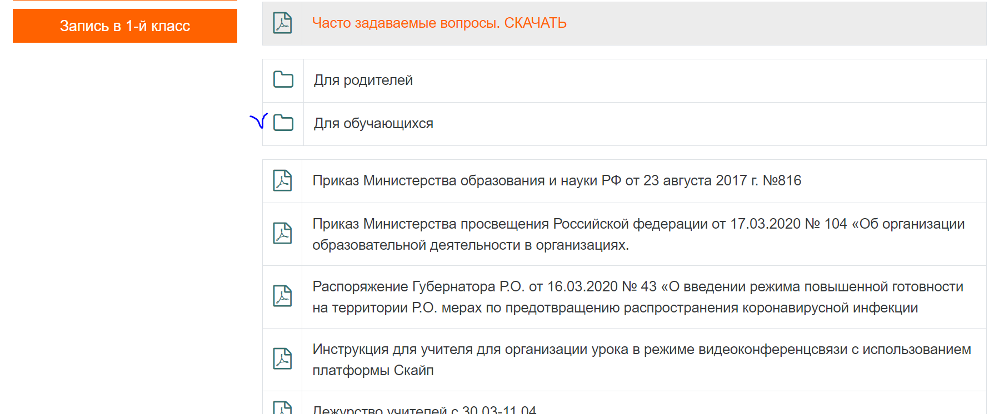 Запись в 1-й класс
Часто задаваемые вопросы. СКАЧАТЬ
Для родителей
Для обучающихся
Приказ Министерства образования и науки РФ от 23 августа 2017 г. №816
Приказ Министерства просвещения Российской федерации от 17.03.2020 № 104 «Об организации
образовательной деятельности в организациях.
Распоряжение Губернатора Р.О. от 16.03.2020 № 43 «О введении режима повышенной готовности
на территории Р.О. мерах по предотвращению распространения коронавирусной инфекции
Инструкция для учителя для организации урока в режиме видеоконференцсвязи с использованием
платформы Скайп
Дежурство учителей с 30.03-11.04